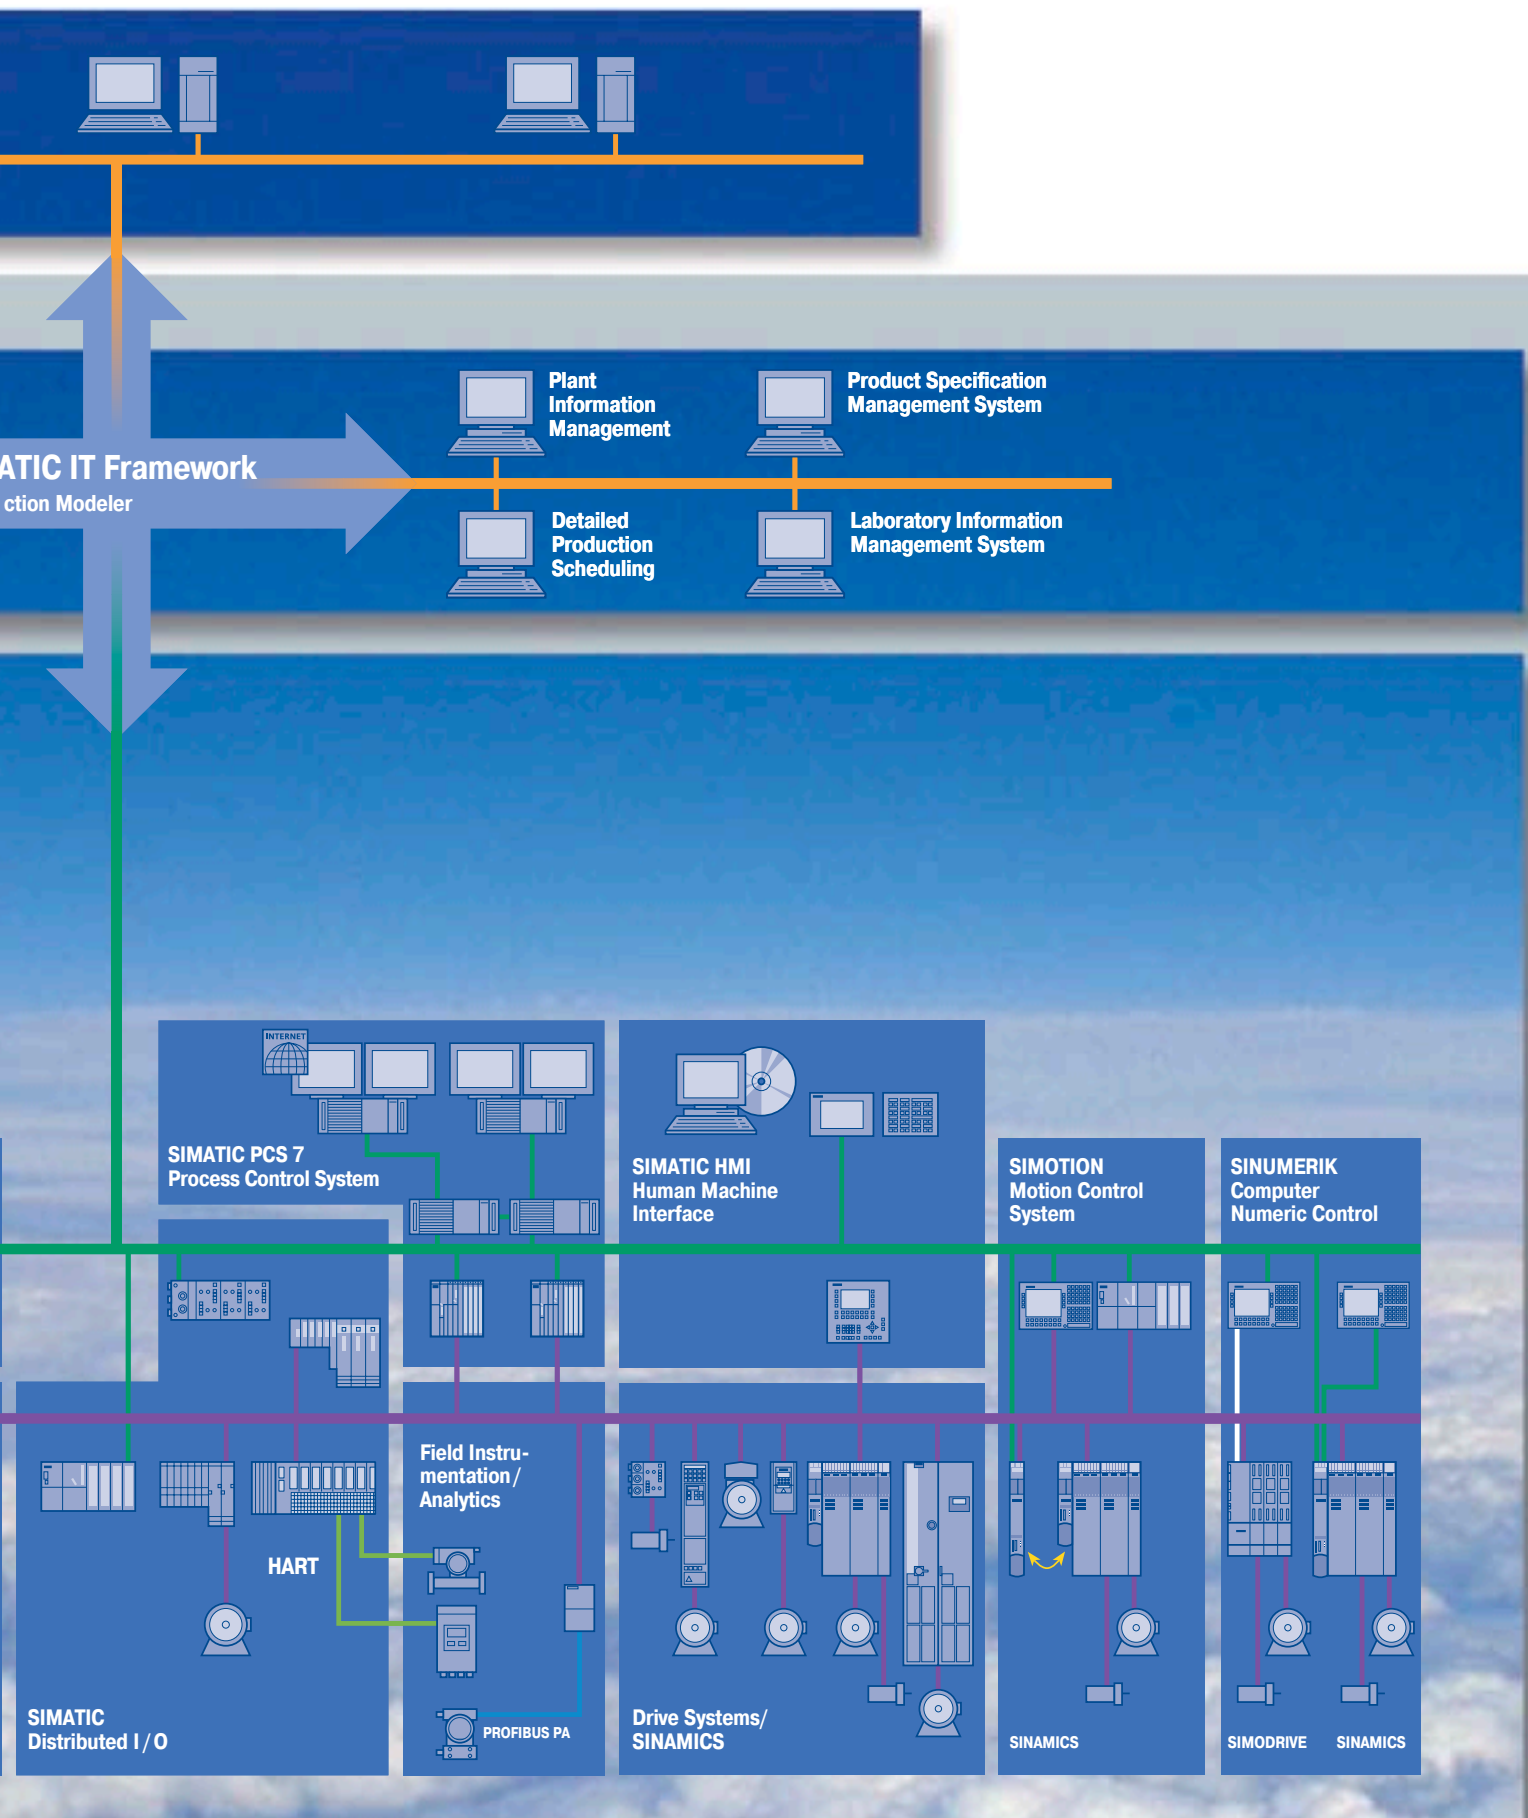 Plant
Information
Management
Product Specification
Management System
ATIC IT Framework
ction Modeler
Detailed
Production
Scheduling
Laboratory Information
Management System
INTERNET
SIMATIC PCS 7
Process Control System
SIMATIC HMI
Human Machine
Interface
SIMOTION
Motion Control
System
SINUMERIK
Computer
Numeric Control
Field Instru-
mentation/
Analytics
HART
SIMATIC
Distributed I/O
PROFIBUS PA
Drive Systems/
SINAMICS
SINAMICS
SIMODRIVE
SINAMICS